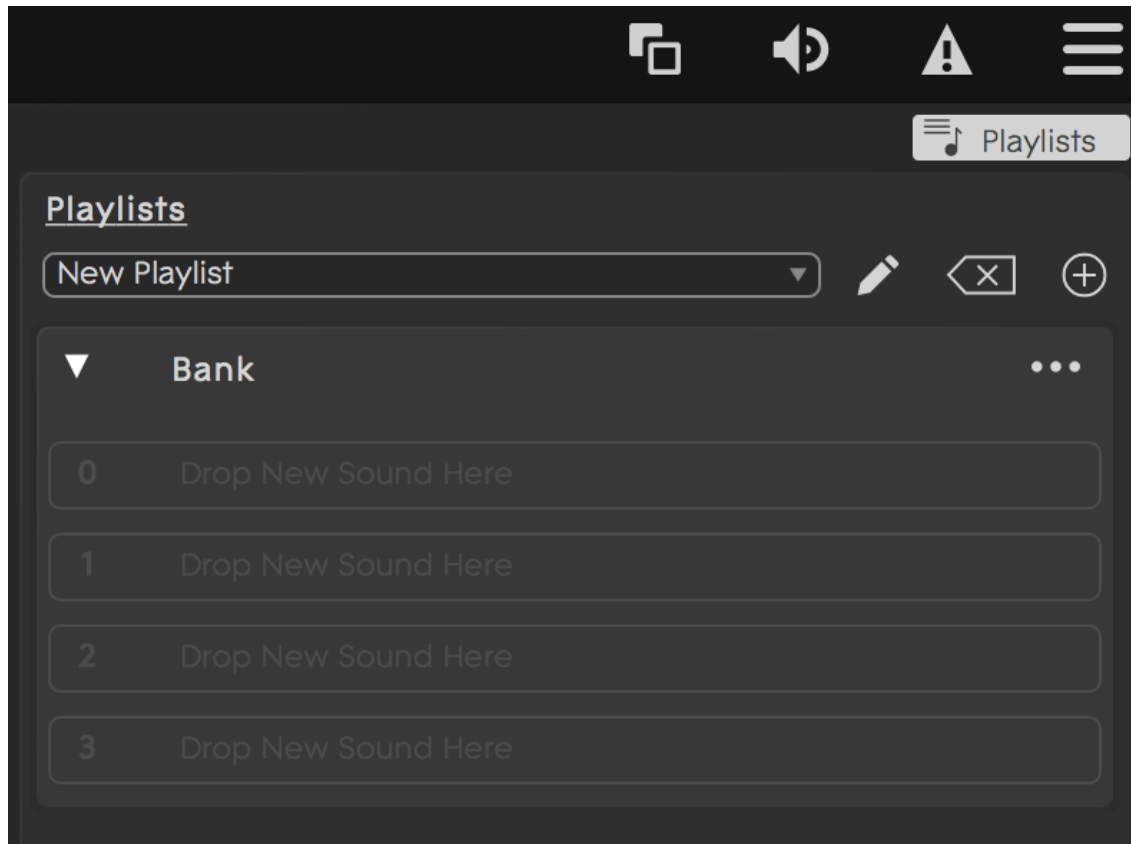 Playlists
Playlists
New Playlist
Bank
0 Drop New Sound Here
1 Drop New Sound Here
2 Drop New Sound Here
3 Drop New Sound Here